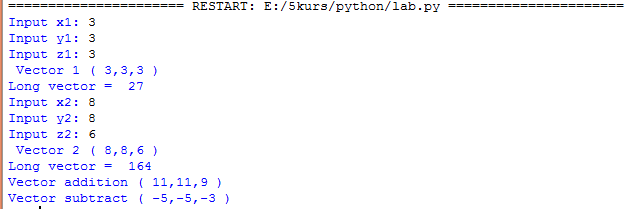 ====================== RESTART: E:/5kurs/python/lab.py ======================
Input x1: 3
Input y1: 3
Input z1: 3
 Vector 1 ( 3,3,3 )
Long vector =  27
Input x2: 8
Input y2: 8
Input z2: 6
 Vector 2 ( 8,8,6 )
Long vector =  164
Vector addition ( 11,11,9 )
Vector subtract ( -5,-5,-3 )